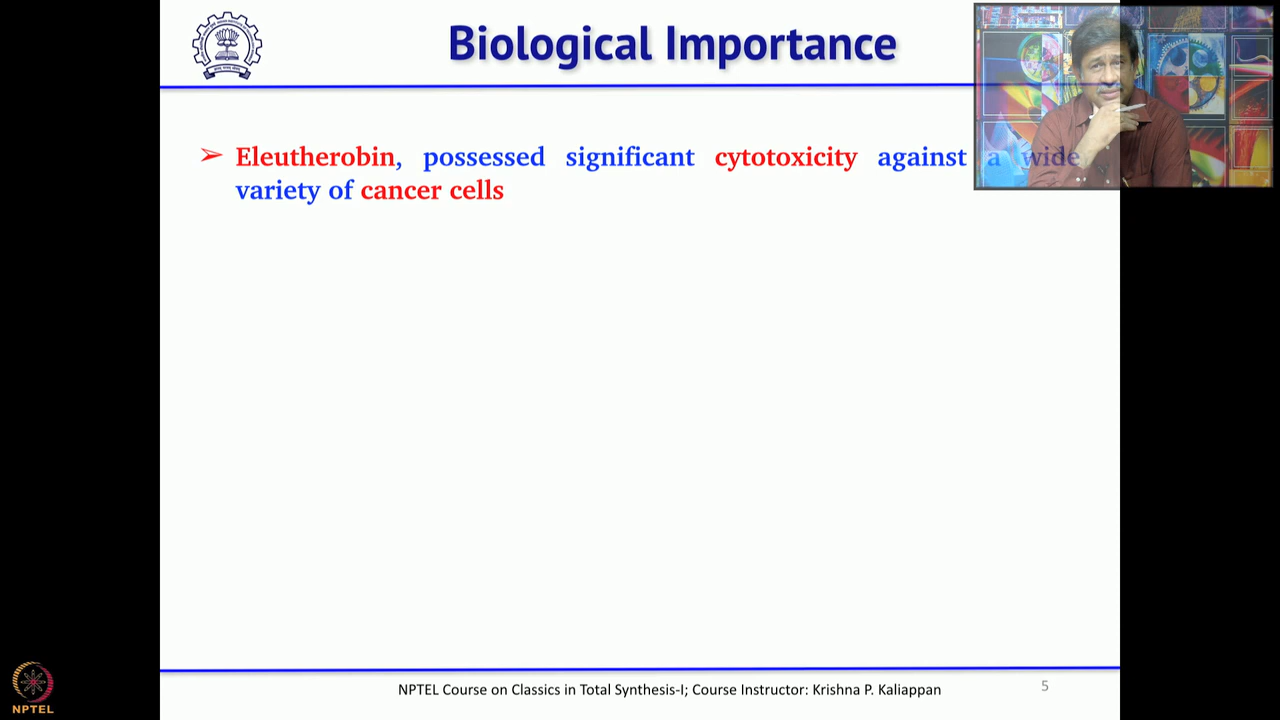 Biological Importance
➢ Eleutherobin, possessed significant cytotoxicity against a wide
variety of cancer cells
NPTEL Course on Classics in Total Synthesis-I; Course Instructor: Krishna P. Kaliappan
5
NPTEL